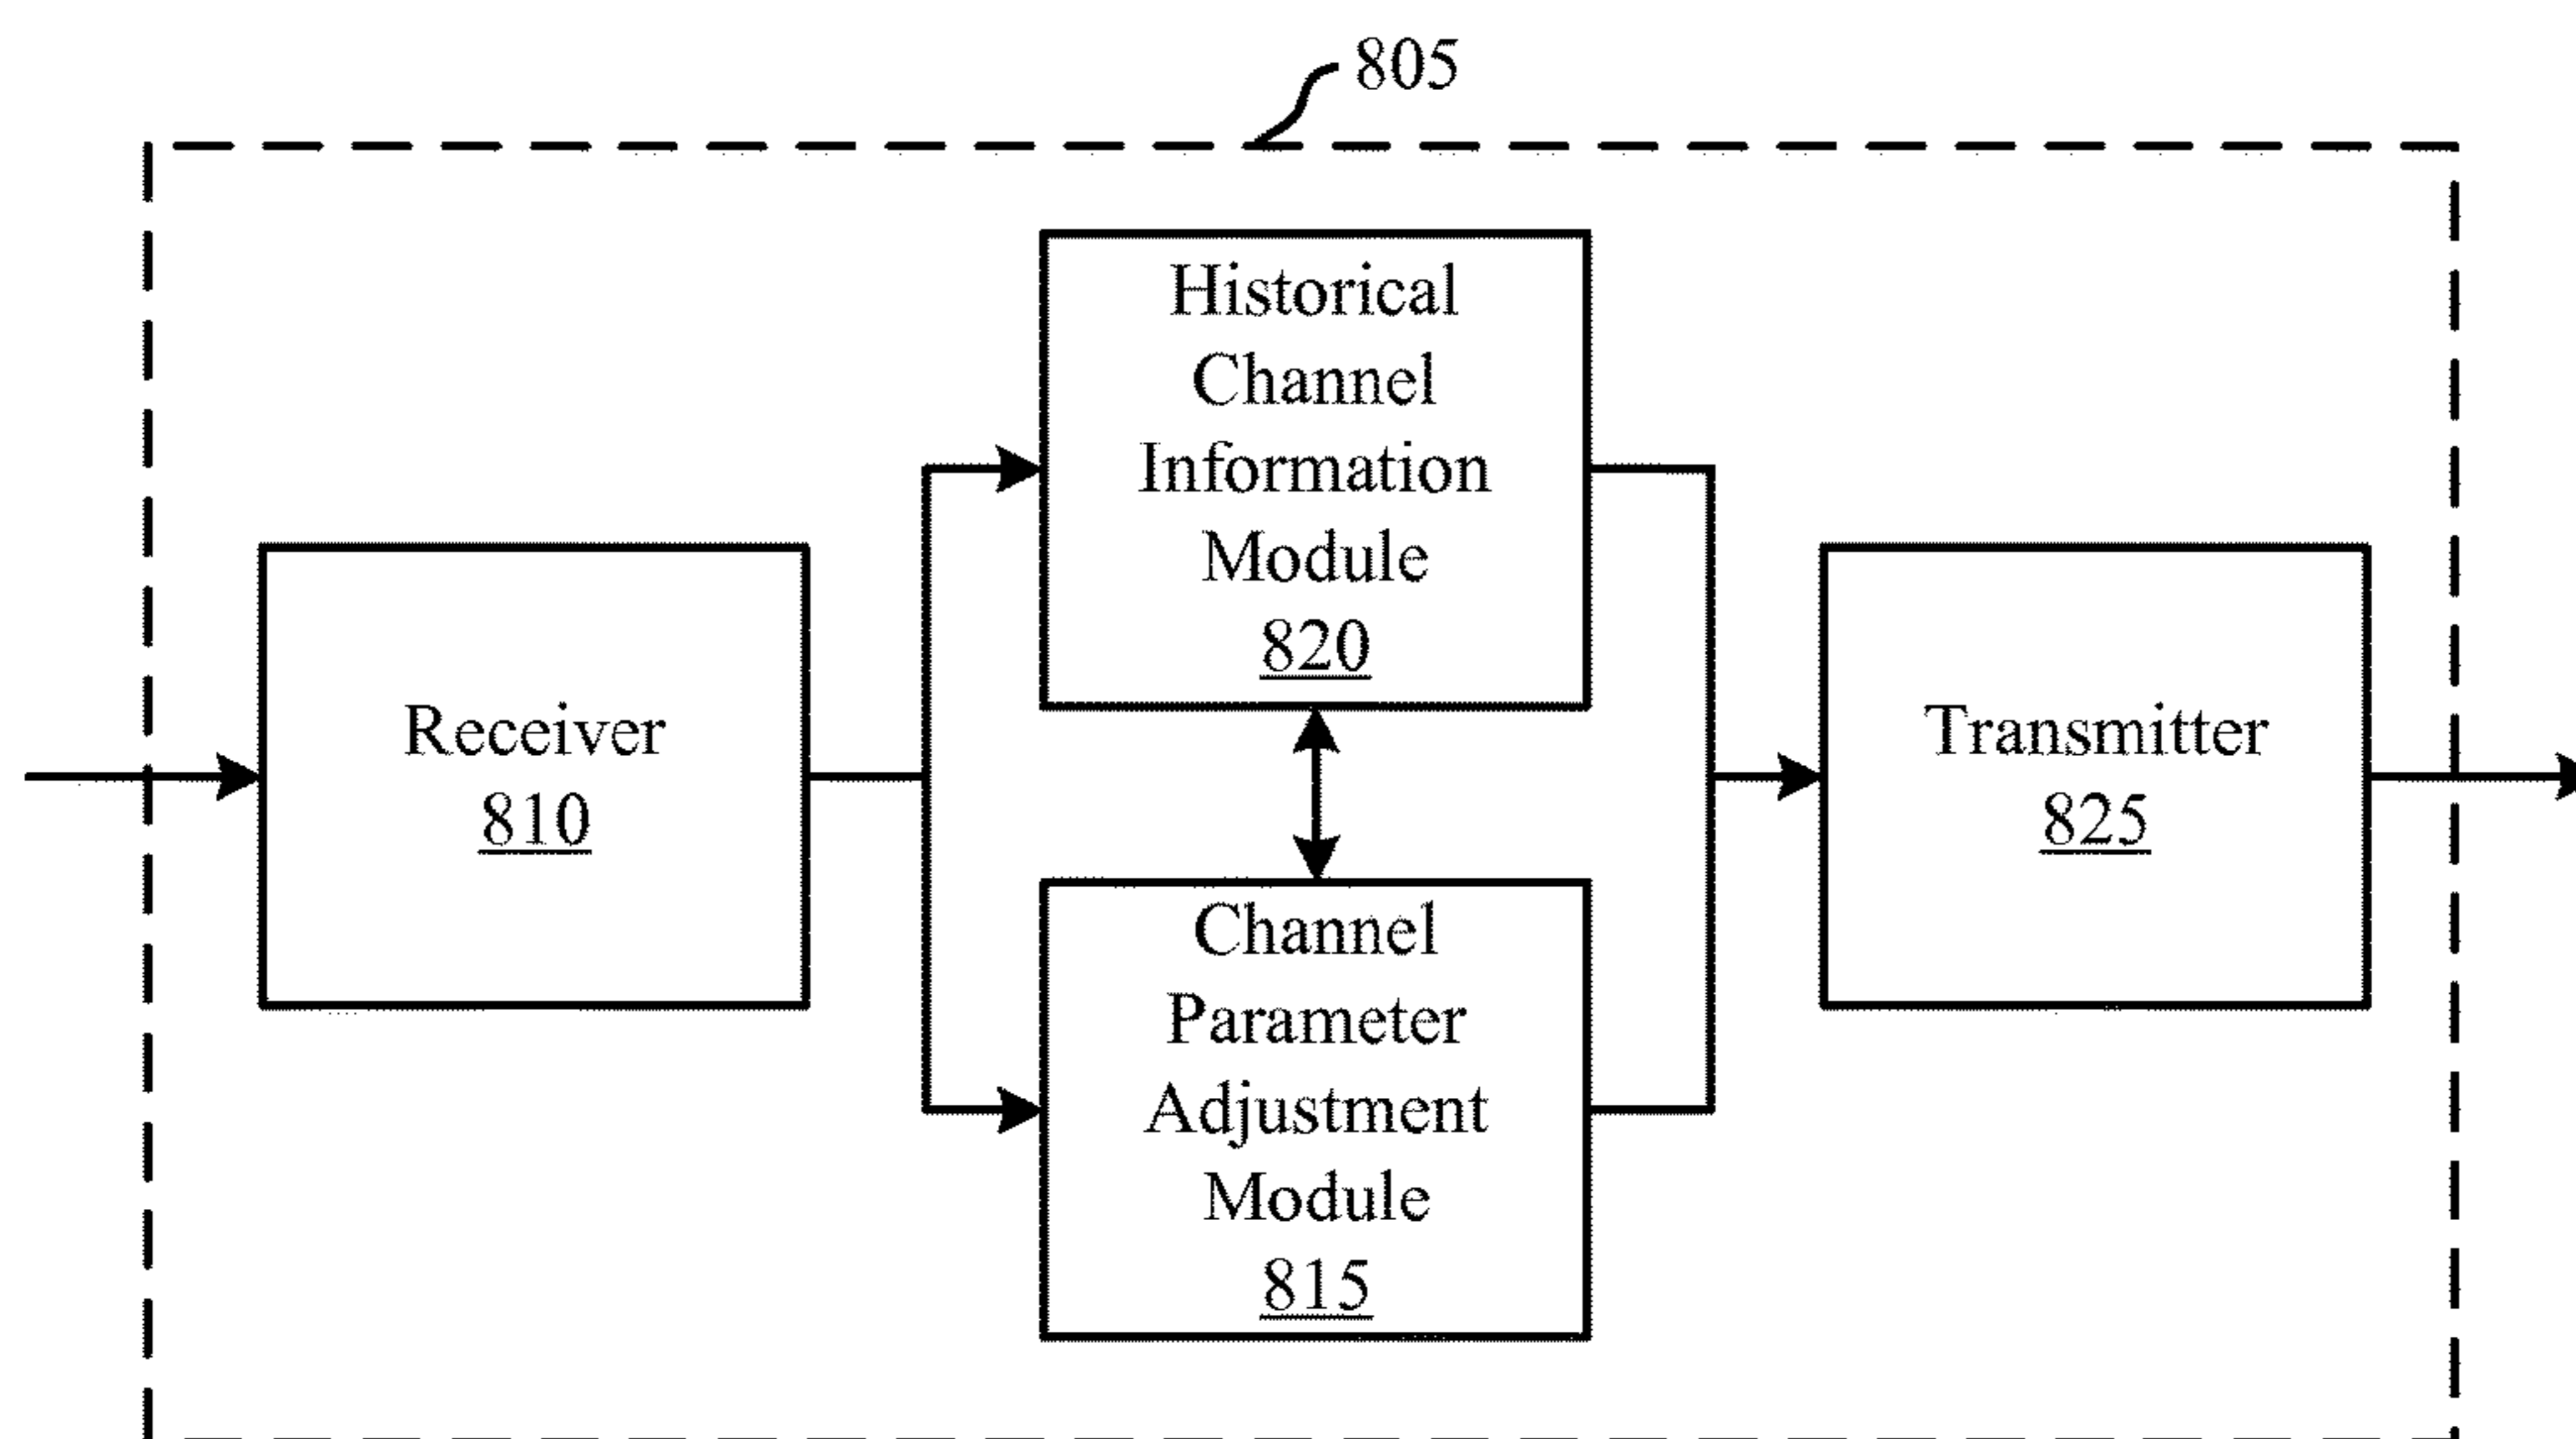 805
Historical
Channel
Information
Module
820
Receiver
810
Transmitter
825
Channel
Parameter
Adjustment
Module
815